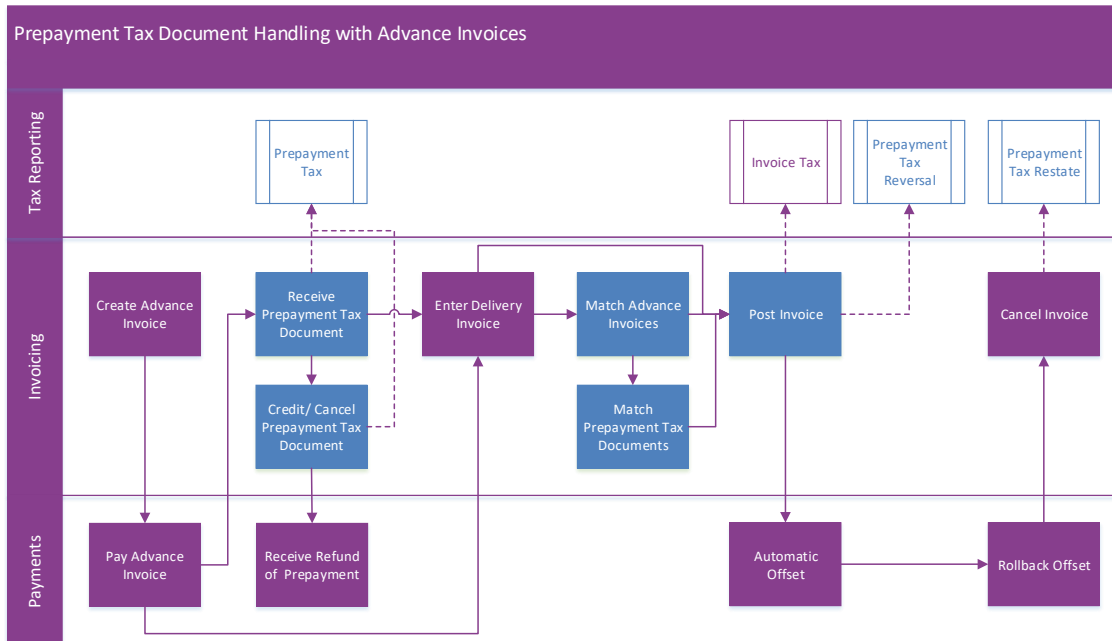 Prepayment Tax Document Handling with Advance Invoices
Tax Reporting
Prepayment
Tax
Invoice Tax
Prepayment
Tax
Reversal
Prepayment
Tax Restate
Invoicing
Create Advance
Invoice
Receive
Prepayment Tax
Document
Enter Delivery
Invoice
Match Advance
Invoices
Post Invoice
Cancel Invoice
Credit/ Cancel
Prepayment Tax
Document
Match
Prepayment Tax
Documents
Payments
Pay Advance
Invoice
Receive Refund
of Prepayment
Automatic
Offset
Rollback Offset